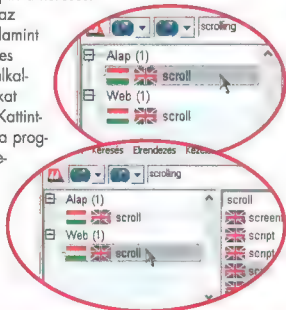 az
lamint
es
alkal-
kat
Kattint-
a prog-
e-
scrolling
Alap (1)
scroll
Web (1)
scroll
Keresés Elrendezés
scrolling
Alap (1)
scroll
Web (1)
scroll
scroll
screen
script
script